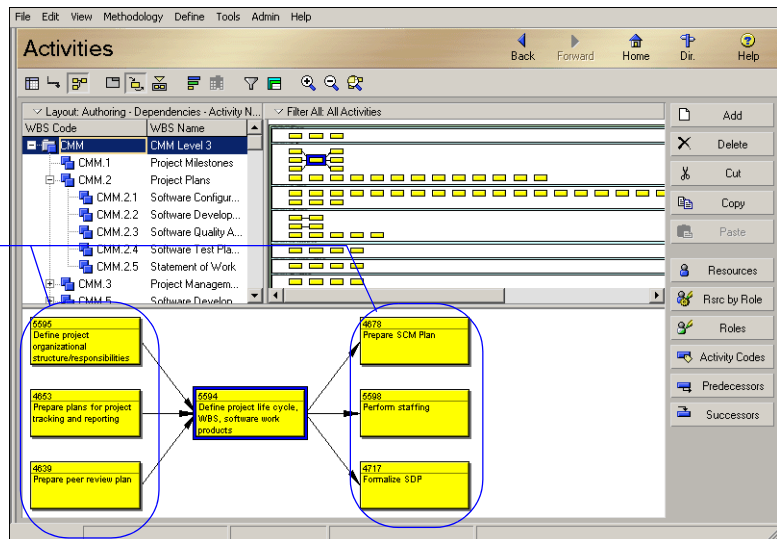 File Edit View Methodology Define Tools Admin Help
Activities
Back Forward Home Dir. Help
Layout: Authoring - Dependencies - Activity N...
Filter All: All Activities
WBS Code WBS Name
CMM CMM Level 3
CMM.1 Project Milestones
CMM.2 Project Plans
CMM.2.1 Software Configur...
CMM.2.2 Software Develop...
CMM.2.3 Software Quality A...
CMM.2.4 Software Test Pla...
CMM.2.5 Statement of Work
CMM.3 Project Managem...
CMM.5 Software Develop
Add
Delete
Cut
Copy
Paste
Resources
Rsrc by Role
Roles
Activity Codes
Predecessors
Successors
5595
Define project
organizational
structure/responsibilities
4653
Prepare plans for project
tracking and reporting
4639
Prepare peer review plan
5594
Define project life cycle,
WBS, software work
products
4678
Prepare SCM Plan
5598
Perform staffing
4717
Formalize SDP